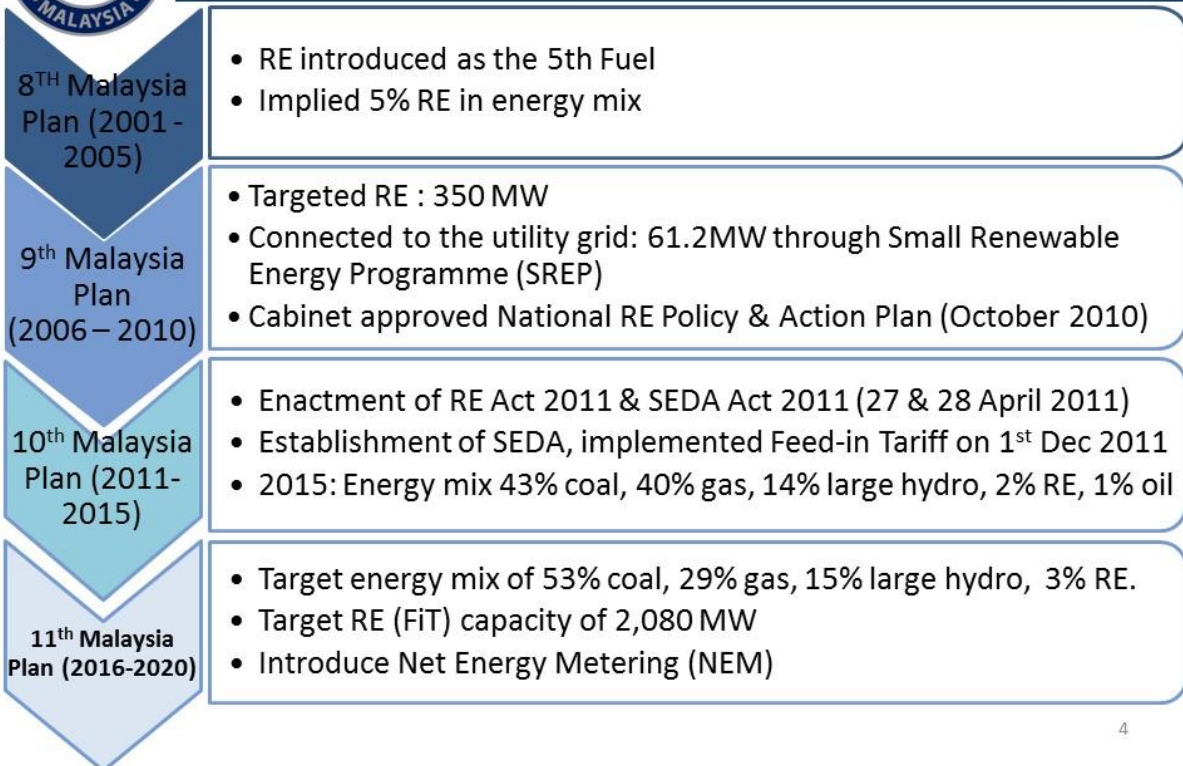 MALAYSIA
8TH Malaysia
Plan (2001 -
2005)
• RE introduced as the 5th Fuel
• Implied 5% RE in energy mix
9th Malaysia
Plan
(2006 – 2010)
• Targeted RE : 350 MW
• Connected to the utility grid: 61.2MW through Small Renewable
Energy Programme (SREP)
• Cabinet approved National RE Policy & Action Plan (October 2010)
10th Malaysia
Plan (2011-
2015)
• Enactment of RE Act 2011 & SEDA Act 2011 (27 & 28 April 2011)
• Establishment of SEDA, implemented Feed-in Tariff on 1st Dec 2011
• 2015: Energy mix 43% coal, 40% gas, 14% large hydro, 2% RE, 1% oil
11th Malaysia
Plan (2016-2020)
• Target energy mix of 53% coal, 29% gas, 15% large hydro, 3% RE.
• Target RE (FiT) capacity of 2,080 MW
• Introduce Net Energy Metering (NEM)
4